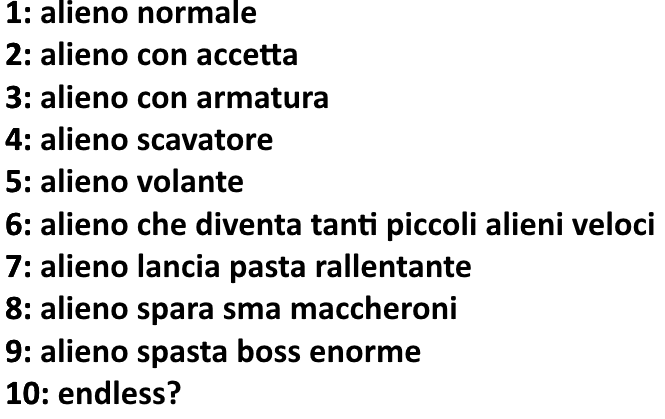 1: alieno normale
2: alieno con accetta
3: alieno con armatura
4: alieno scavatore
5: alieno volante
6: alieno che diventa tanti piccoli alieni veloci
7: alieno lancia pasta rallentante
8: alieno spara sma maccheroni
9: alieno spasta boss enorme
10: endless?